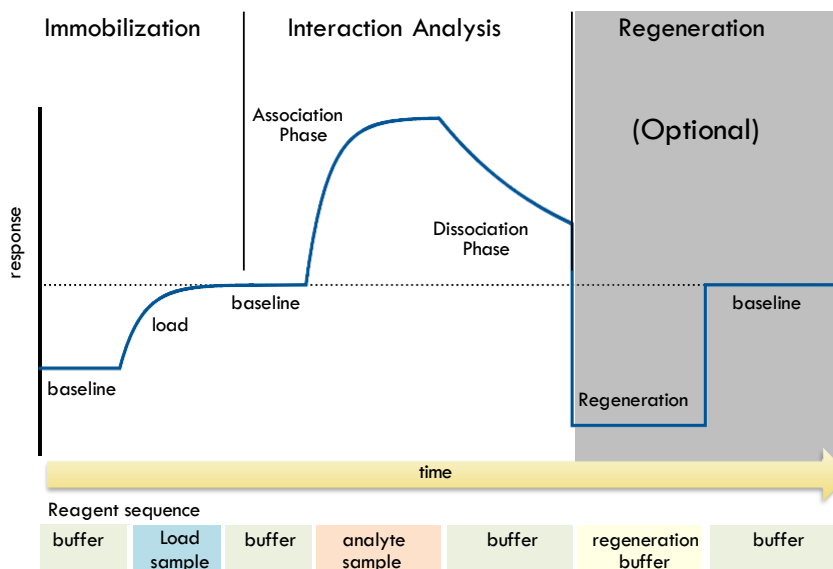 Immobilization
Interaction Analysis
Regeneration
Association
Phase
(Optional)
Dissociation
Phase
response
baseline
baseline
load
baseline
Regeneration
time
Reagent sequence
buffer
Load
sample
buffer
analyte
sample
buffer
regeneration
buffer
buffer